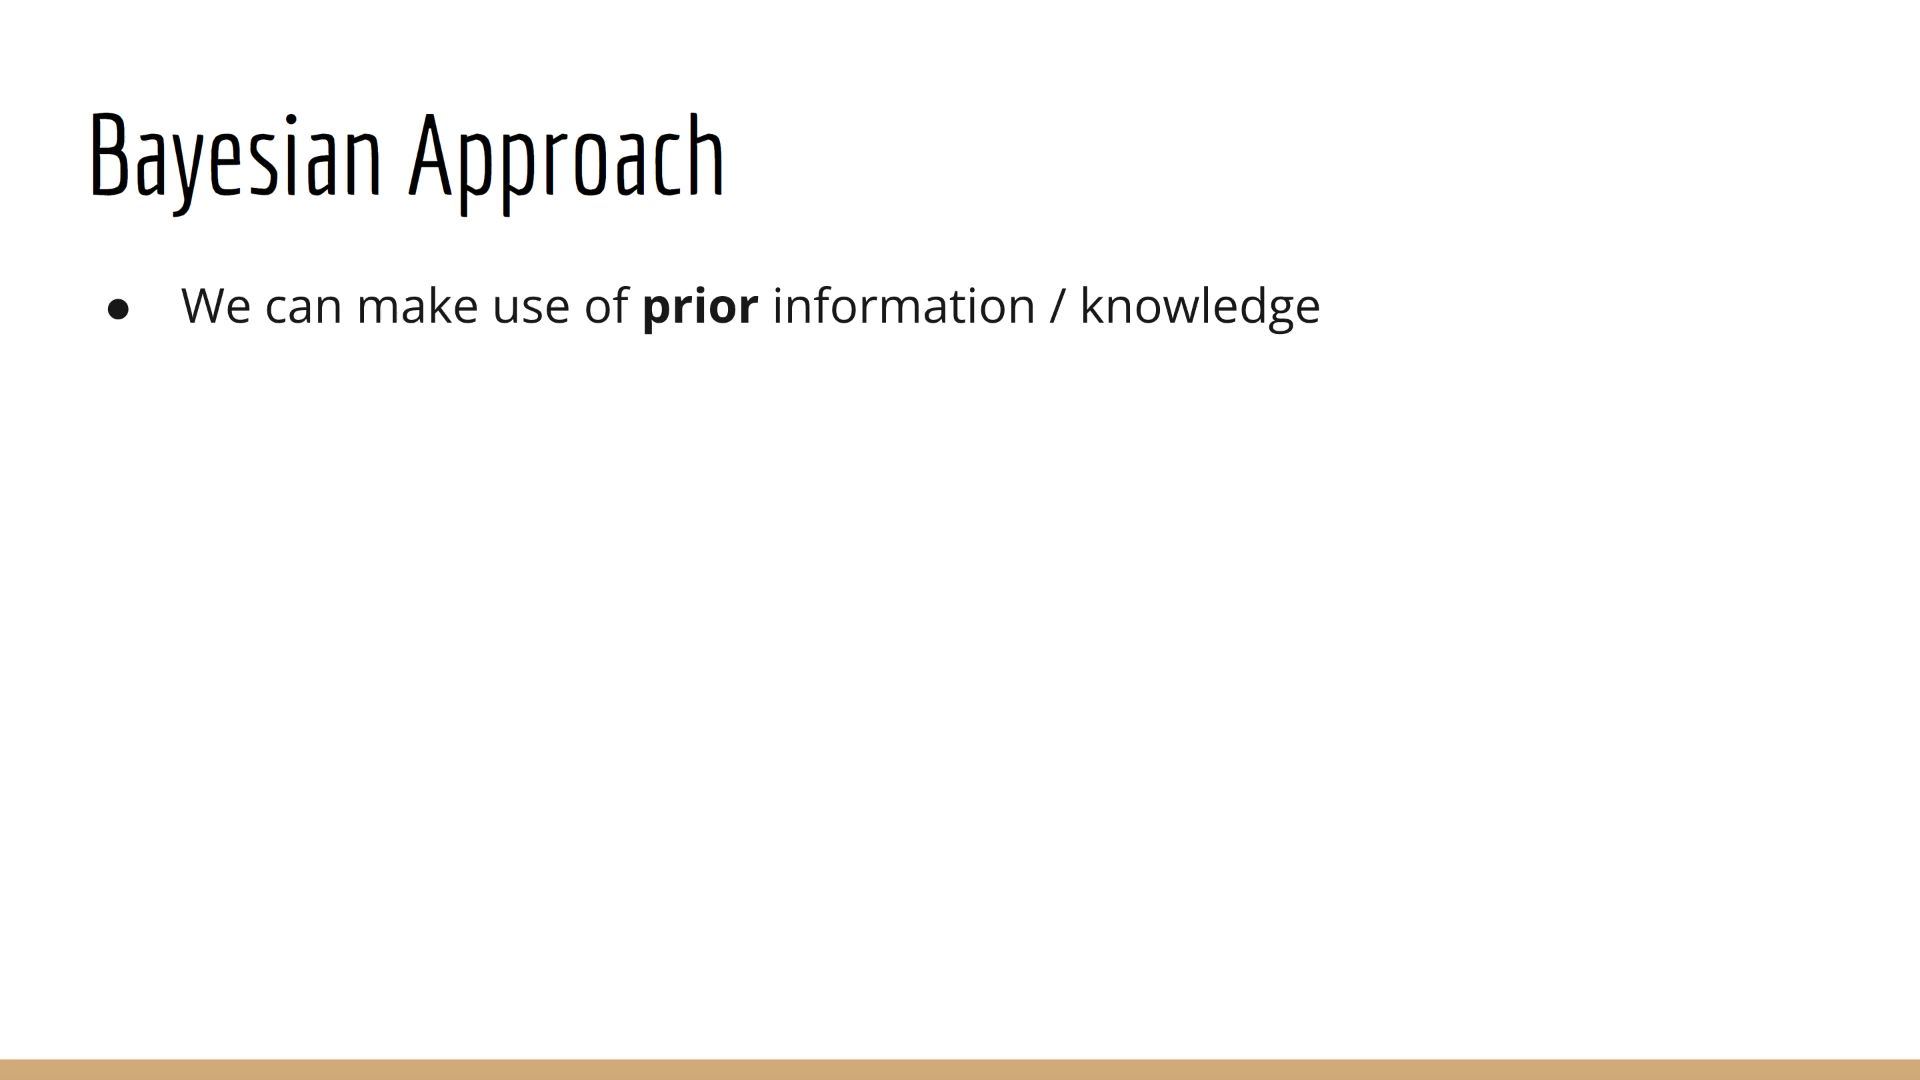 Bayesian Approach
● We can make use of prior information / knowledge